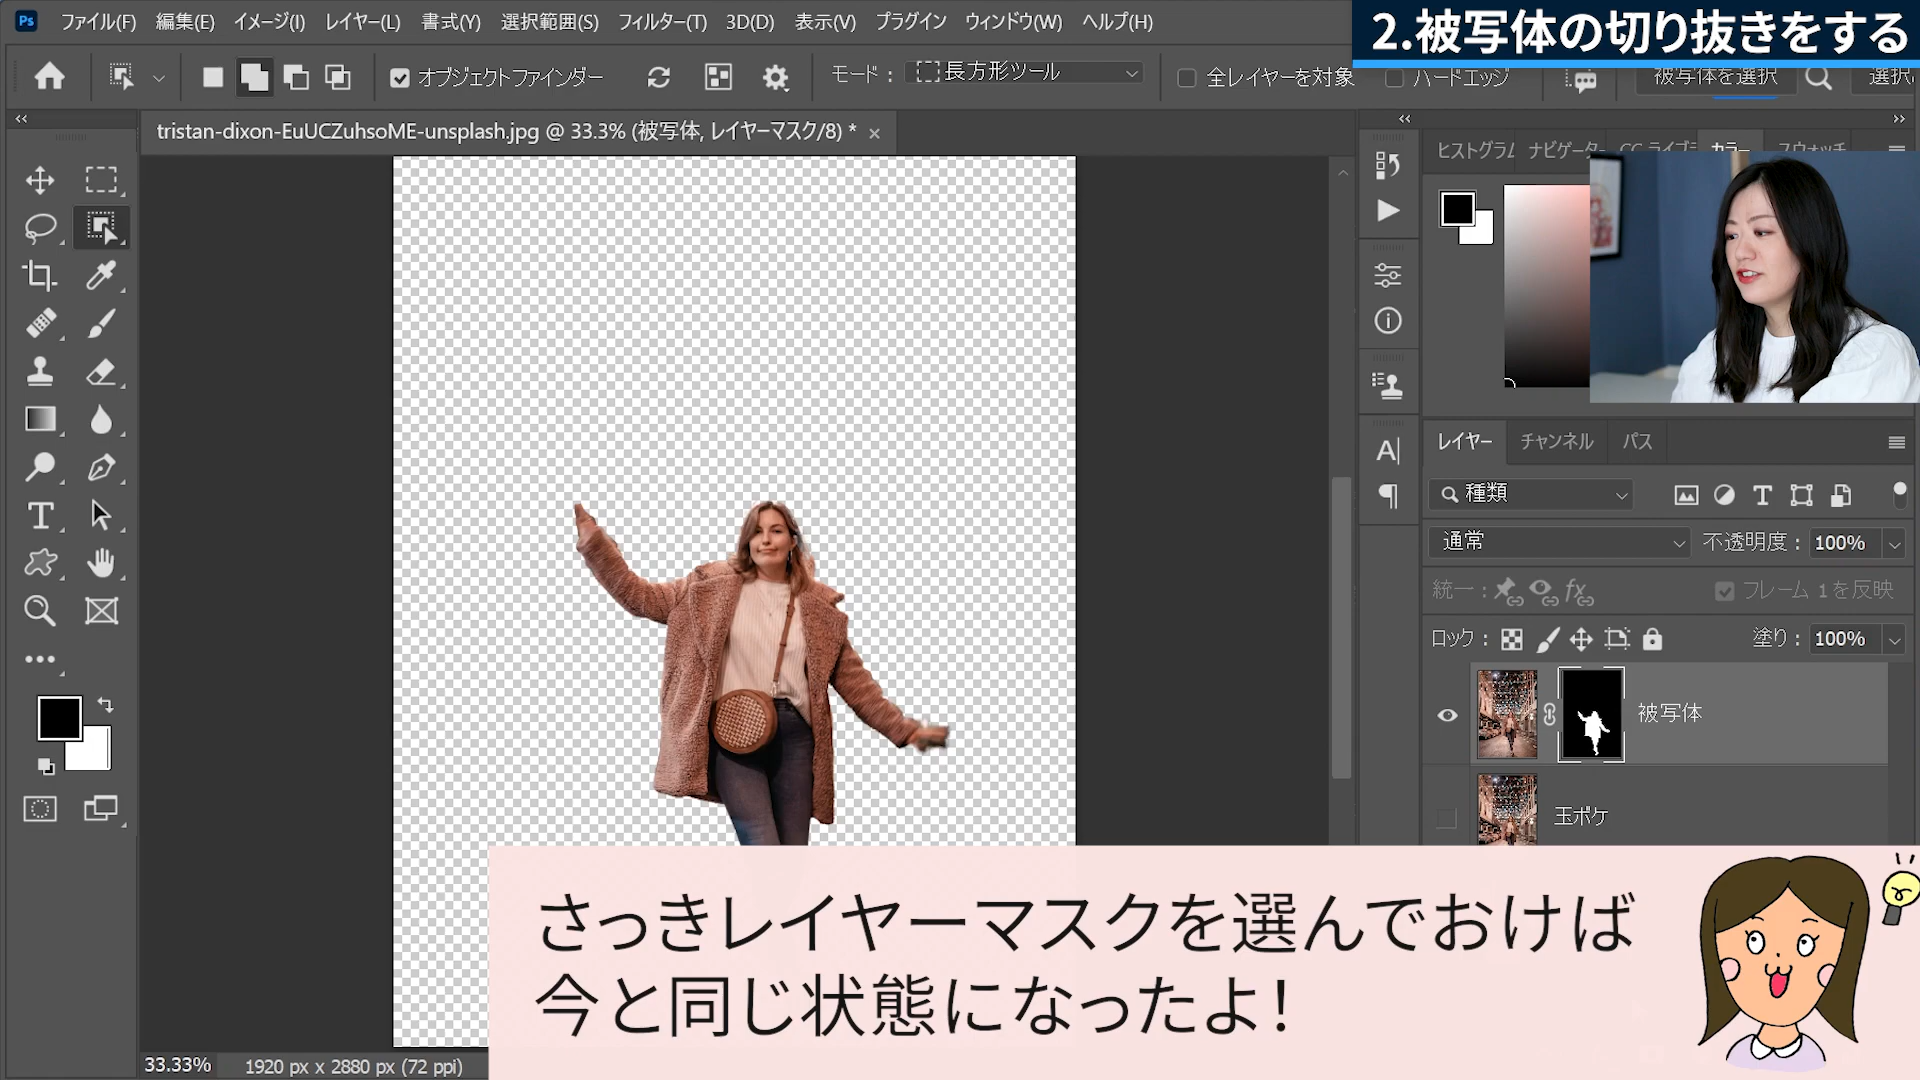 Ps ファイル(F) 編集(E) イメージ(I) レイヤー(L) 書式(Y) 選択範囲(S) フィルター(T) 3D(D) 表示(V) プラグイン ウィンドウ(W) ヘルプ(H)
2.被写体の切り抜きをする
オブジェクトファインダー モード： 長方形ツール 全レイヤーを対象 ハードエッジ 被写体を選択 選択
tristan-dixon-EuUCZuhsoME-unsplash.jpg @ 33.3% (被写体, レイヤーマスク/8) * ×
ヒストグラム ナビゲーター CC ライブラ カラー スウォッチ
レイヤー チャンネル パス
種類
通常 不透明度： 100%
統一： フレーム 1 を反映
ロック： 塗り： 100%
被写体
玉ボケ
さっきレイヤーマスクを選んでおけば
今と同じ状態になったよ！
33.33% 1920 px x 2880 px (72 ppi)